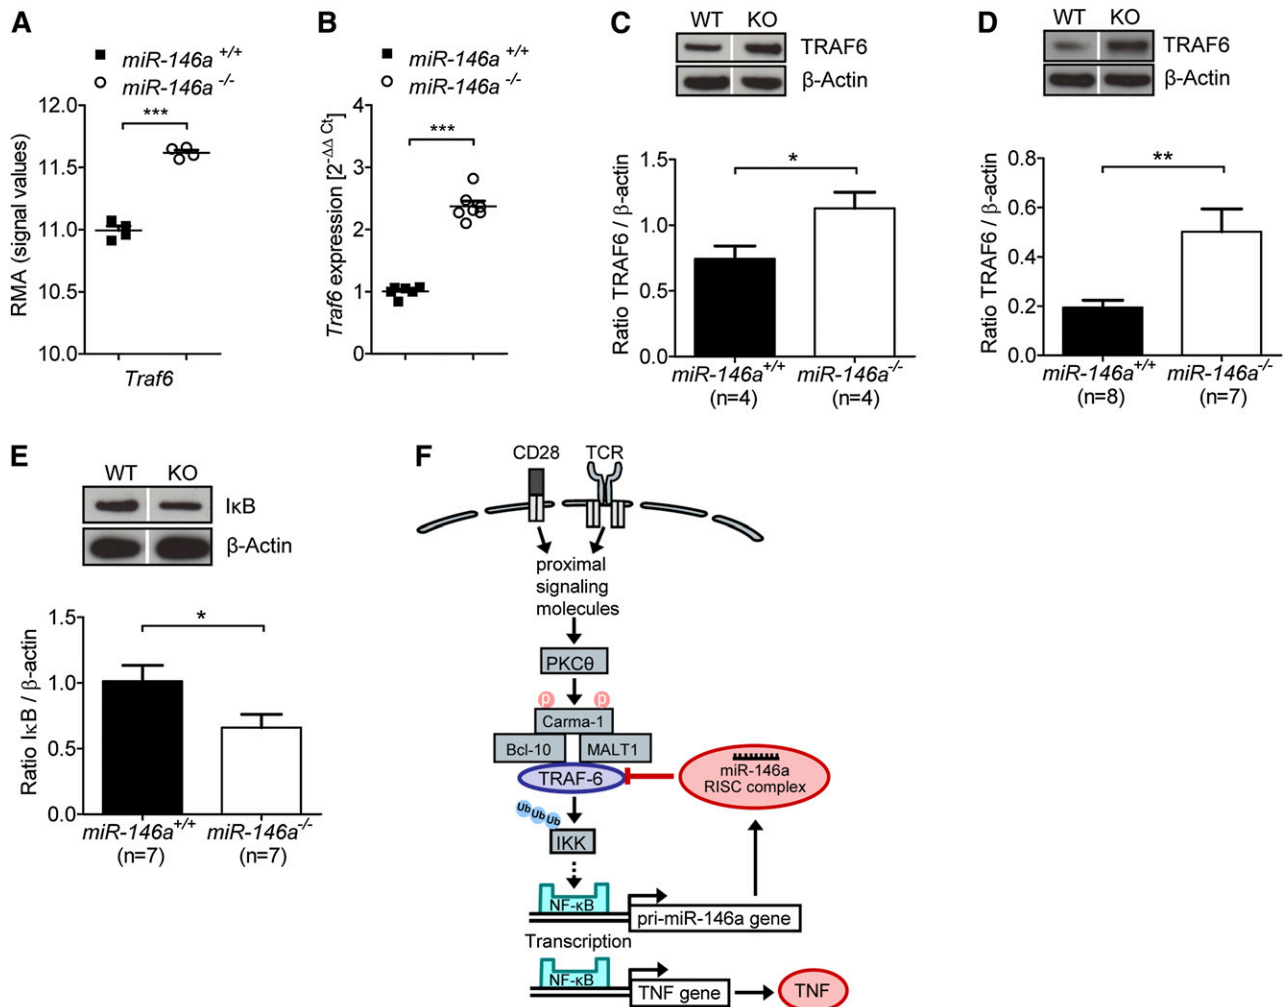 A
miR-146a +/+
miR-146a -/-
RMA (signal values)
12.0
11.5
11.0
10.5
10.0
***
Traf6
B
miR-146a +/+
miR-146a -/-
Traf6 expression [2-ΔΔ Ct]
4
3
2
1
0
***
C
WT KO
TRAF6
β-Actin
Ratio TRAF6 / β-actin
1.5
1.0
0.5
0.0
*
miR-146a+/+ miR-146a-/-
(n=4) (n=4)
D
WT KO
TRAF6
β-Actin
Ratio TRAF6 / β-actin
0.8
0.6
0.4
0.2
0.0
**
miR-146a+/+ miR-146a-/-
(n=8) (n=7)
E
WT KO
IκB
β-Actin
Ratio IκB / β-actin
1.5
1.0
0.5
0.0
*
miR-146a+/+ miR-146a-/-
(n=7) (n=7)
F
CD28 TCR
proximal
signaling
molecules
PKCθ
p p
Carma-1
Bcl-10 MALT1
TRAF-6
miR-146a
RISC complex
Ub Ub Ub
IKK
NF-κB
pri-miR-146a gene
Transcription
NF-κB
TNF gene
TNF